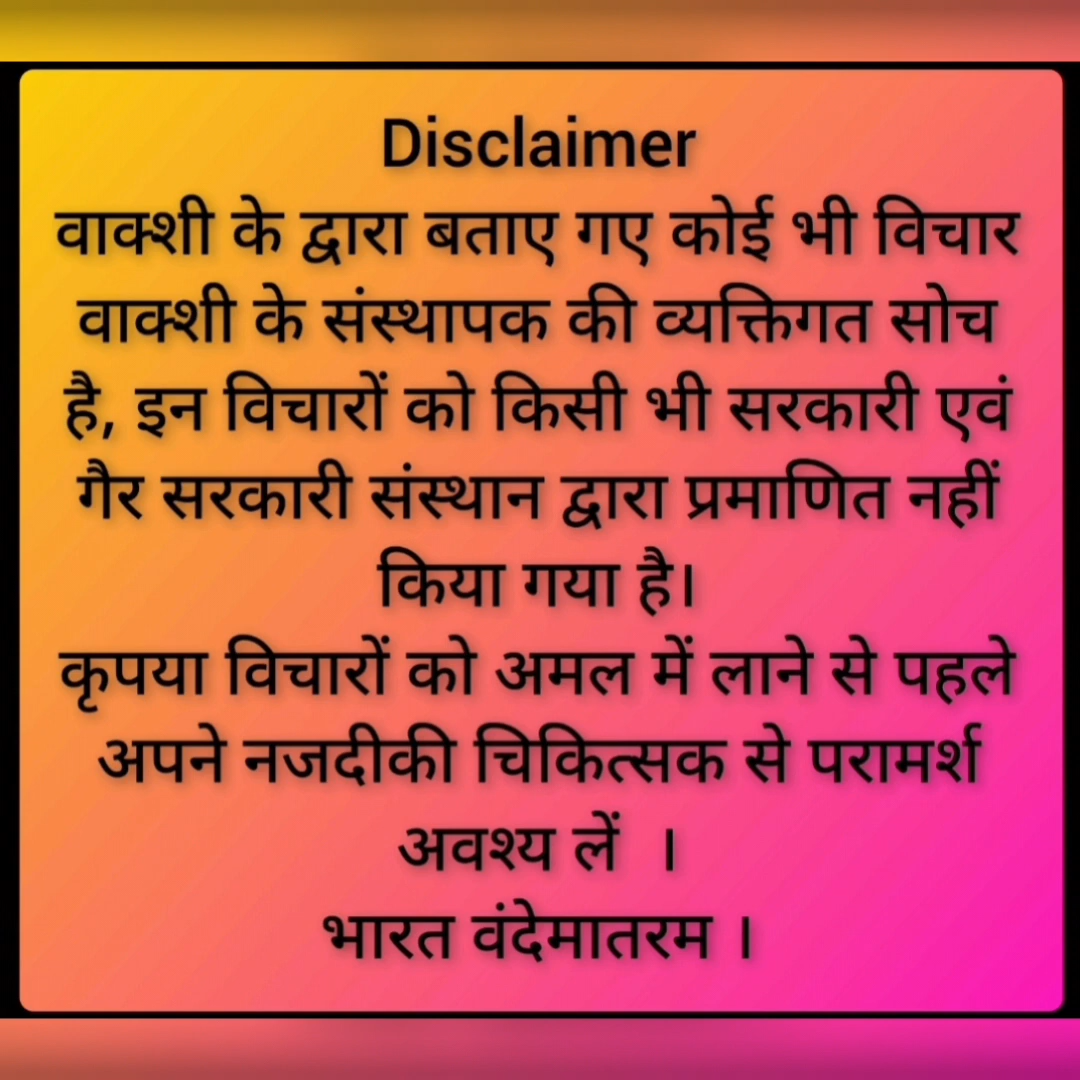 Disclaimer
वाक्शी के द्वारा बताए गए कोई भी विचार
वाक्शी के संस्थापक की व्यक्तिगत सोच
है, इन विचारों को किसी भी सरकारी एवं
गैर सरकारी संस्थान द्वारा प्रमाणित नहीं
किया गया है।
कृपया विचारों को अमल में लाने से पहले
अपने नजदीकी चिकित्सक से परामर्श
अवश्य लें ।
भारत वंदेमातरम ।